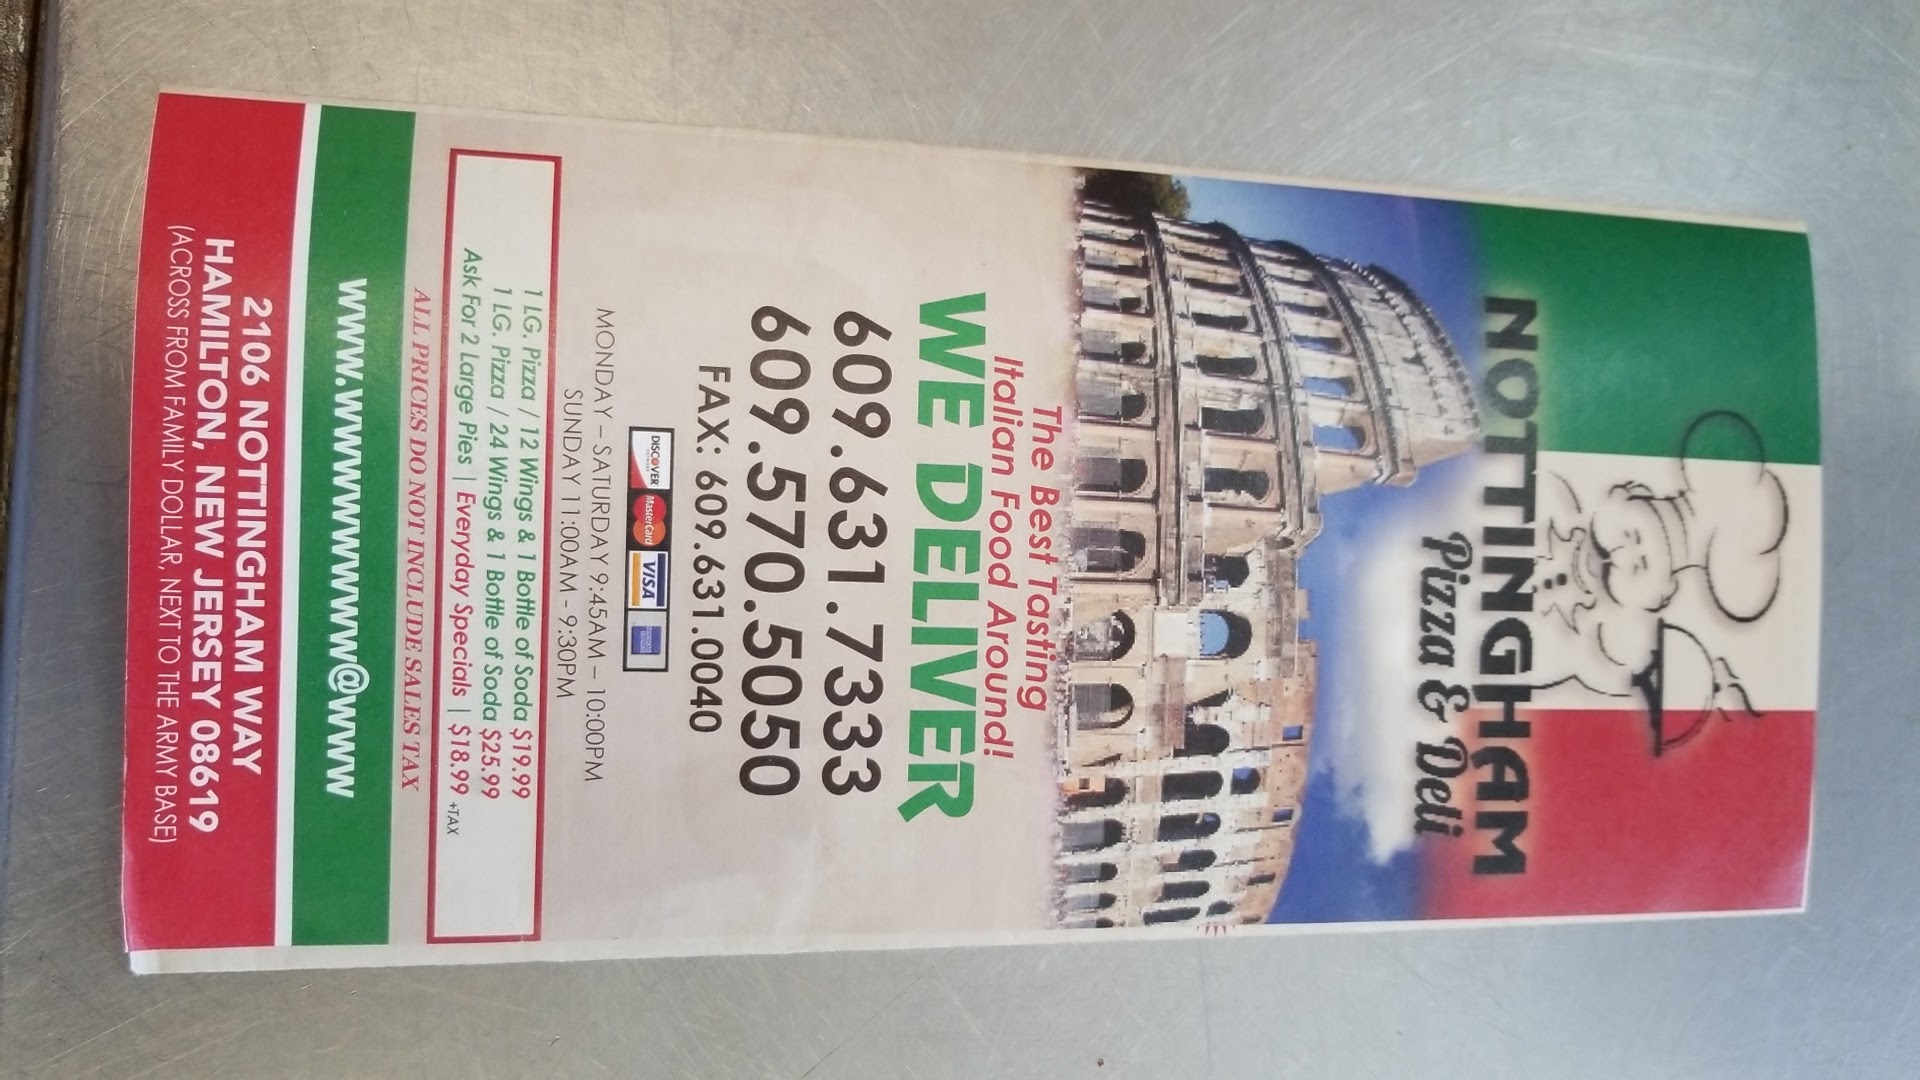 NOTTINGHAM
Pizza & Deli
The Best Tasting
Italian Food Around!
WE DELIVER
609.631.7333
609.570.5050
FAX: 609.631.0040
DISCOVER MasterCard VISA
MONDAY – SATURDAY 9:45AM – 10:00PM
SUNDAY 11:00AM - 9:30PM
1 LG. Pizza / 12 Wings & 1 Bottle of Soda $19.99
1 LG. Pizza / 24 Wings & 1 Bottle of Soda $25.99
Ask For 2 Large Pies | Everyday Specials | $18.99 +TAX
ALL PRICES DO NOT INCLUDE SALES TAX
www.wwwwwwww@www
2106 NOTTINGHAM WAY
HAMILTON, NEW JERSEY 08619
(ACROSS FROM FAMILY DOLLAR, NEXT TO THE ARMY BASE)